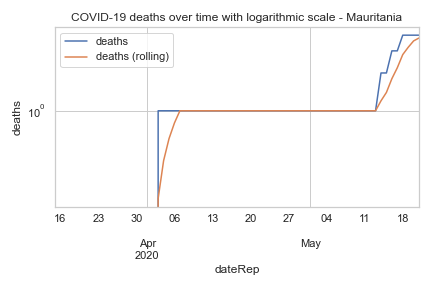 COVID-19 deaths over time with logarithmic scale - Mauritania
deaths
deaths (rolling)
deaths
10⁰
16 23 30 06 13 20 27 04 11 18
Apr May
2020
dateRep